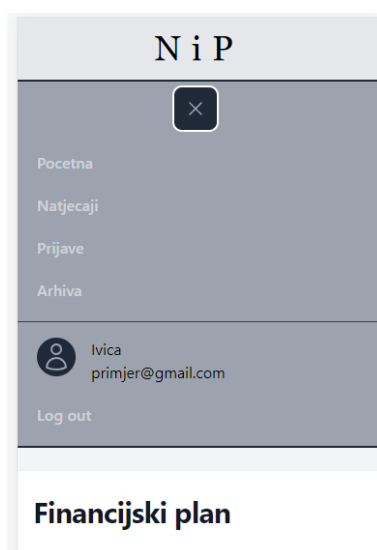 N i P
Pocetna
Natjecaji
Prijave
Arhiva
Ivica
primjer@gmail.com
Log out
Financijski plan